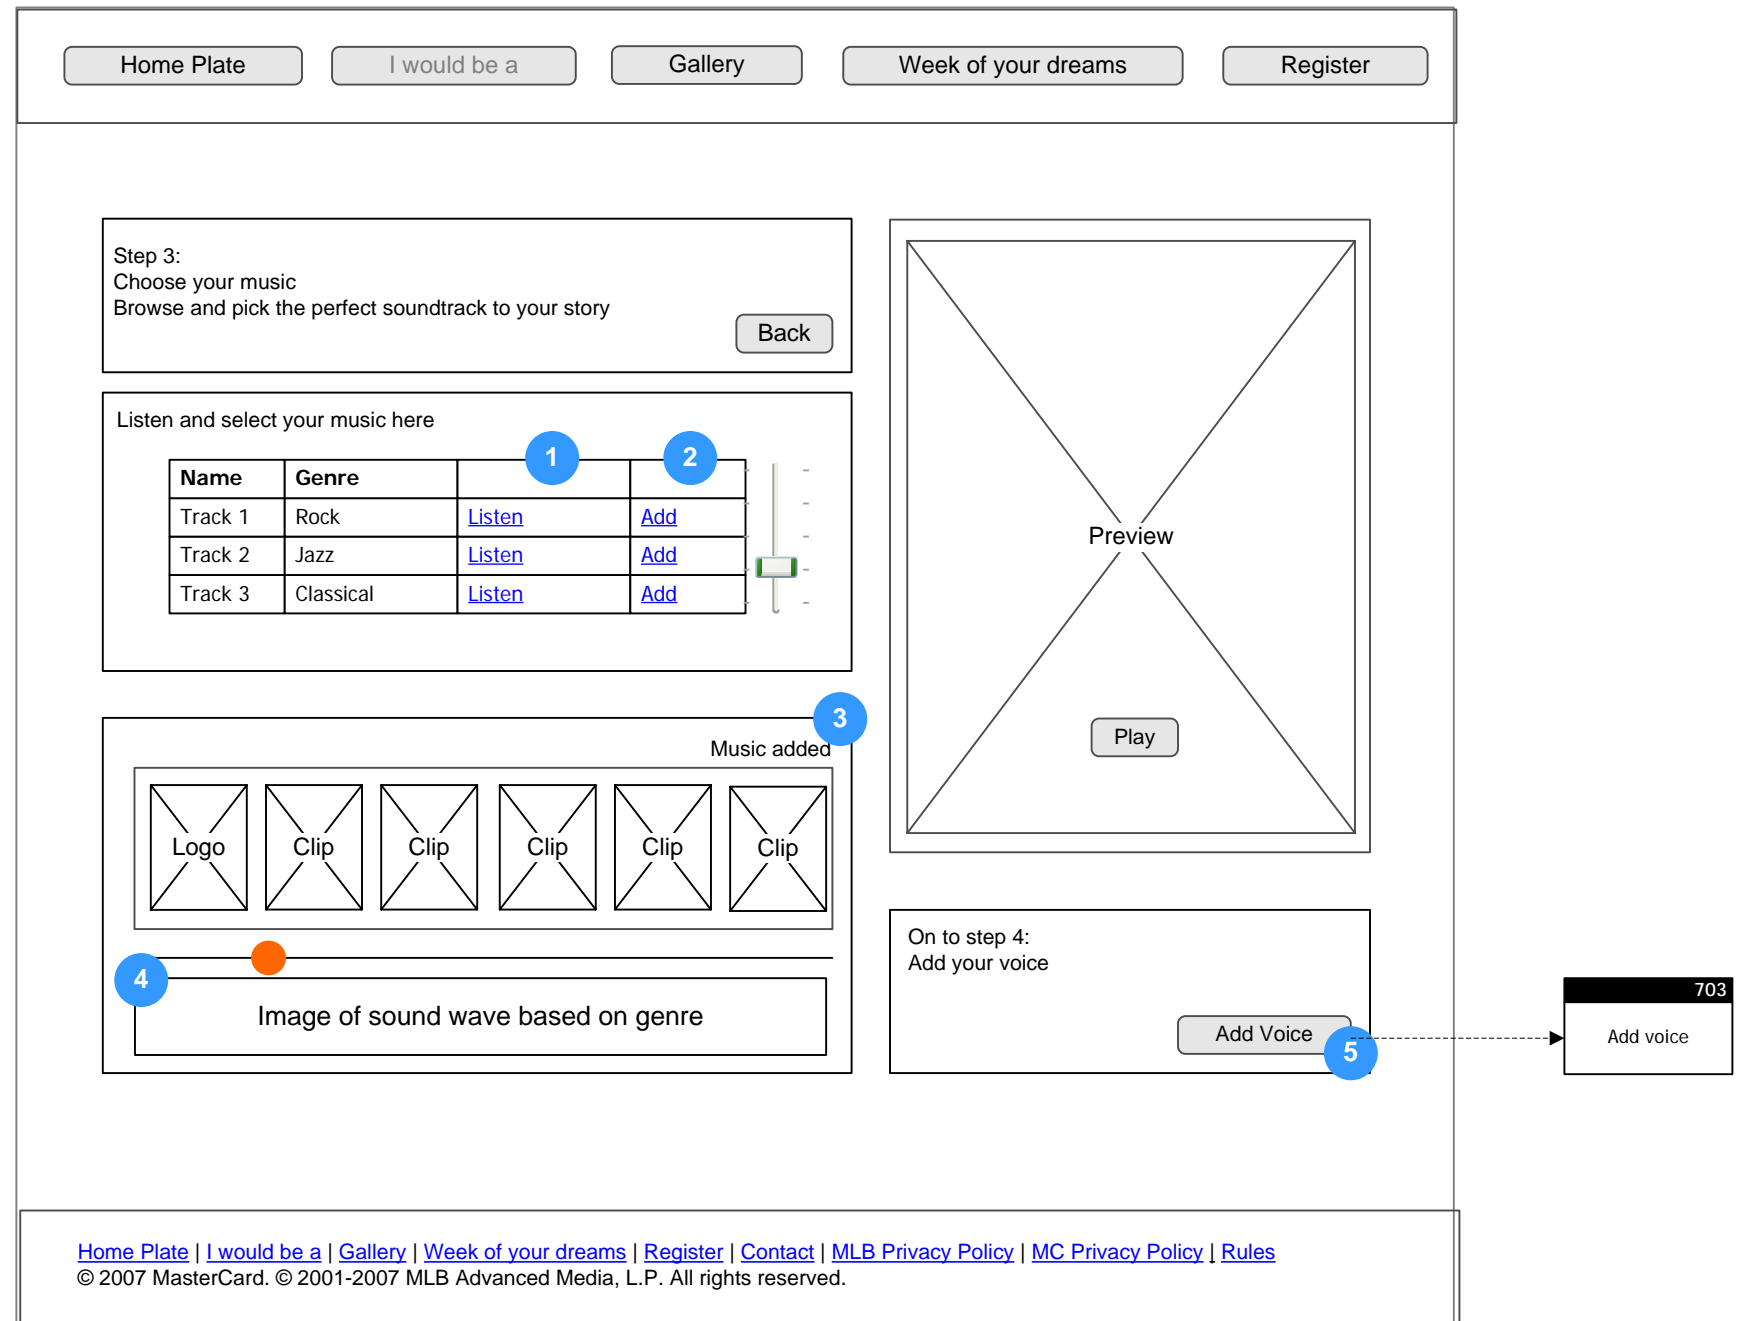 Home Plate
I would be a
Gallery
Week of your dreams
Register
Step 3:
Choose your music
Browse and pick the perfect soundtrack to your story
Back
Listen and select your music here
1
2
Name Genre
Track 1 Rock Listen Add
Track 2 Jazz Listen Add
Track 3 Classical Listen Add
Preview
Play
3
Music added
Logo Clip Clip Clip Clip Clip
4
Image of sound wave based on genre
On to step 4:
Add your voice
Add Voice
5
703
Add voice
Home Plate | I would be a | Gallery | Week of your dreams | Register | Contact | MLB Privacy Policy | MC Privacy Policy | Rules
© 2007 MasterCard. © 2001-2007 MLB Advanced Media, L.P. All rights reserved.